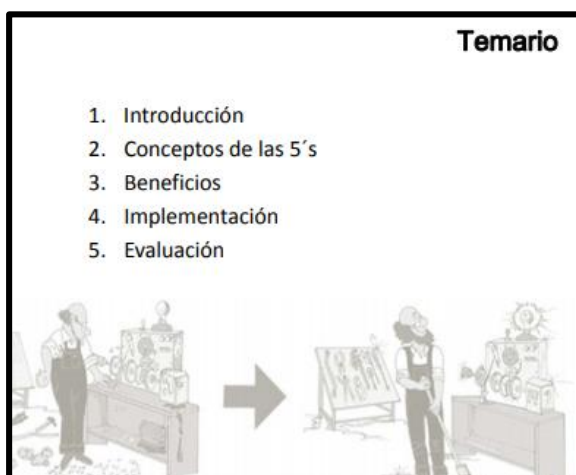 Temario
1. Introducción
2. Conceptos de las 5´s
3. Beneficios
4. Implementación
5. Evaluación